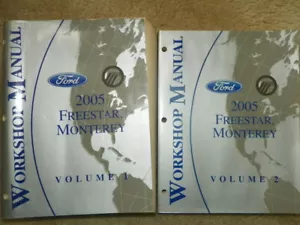 WORKSHOP MANUAL
Ford
2005
FREESTAR,
MONTEREY
VOLUME 1
WORKSHOP MANUAL
Ford
2005
FREESTAR,
MONTEREY
VOLUME 2